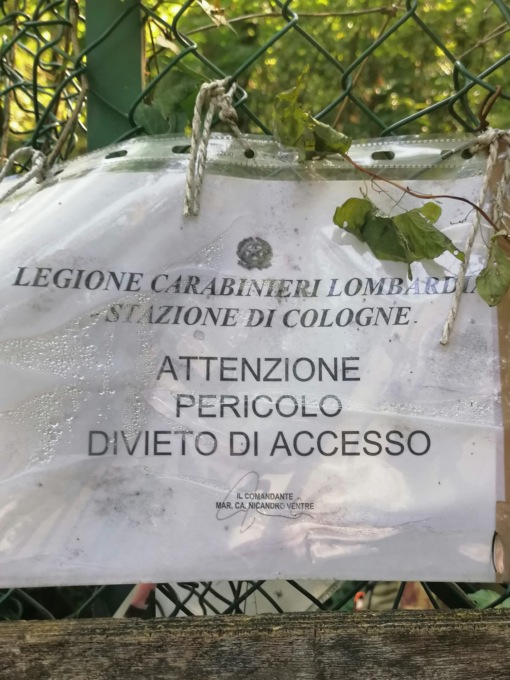 LEGIONE CARABINIERI LOMBARDIA
STAZIONE DI COLOGNE
ATTENZIONE
PERICOLO
DIVIETO DI ACCESSO
IL COMANDANTE
MAR. CA. NICANDRO VENTRE